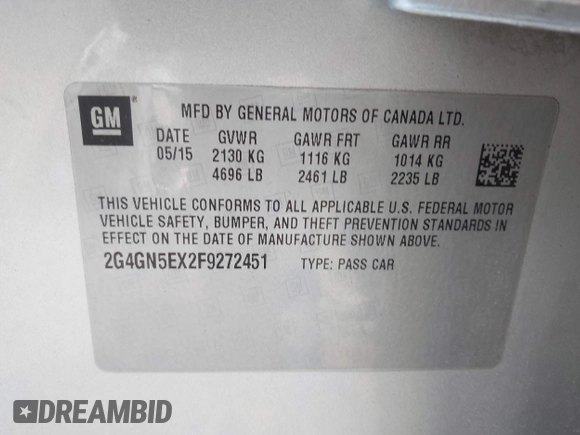 GM
MFD BY GENERAL MOTORS OF CANADA LTD.
DATE GVWR GAWR FRT GAWR RR
05/15 2130 KG 1116 KG 1014 KG
4696 LB 2461 LB 2235 LB
THIS VEHICLE CONFORMS TO ALL APPLICABLE U.S. FEDERAL MOTOR
VEHICLE SAFETY, BUMPER, AND THEFT PREVENTION STANDARDS IN
EFFECT ON THE DATE OF MANUFACTURE SHOWN ABOVE.
2G4GN5EX2F9272451 TYPE: PASS CAR
DREAMBID